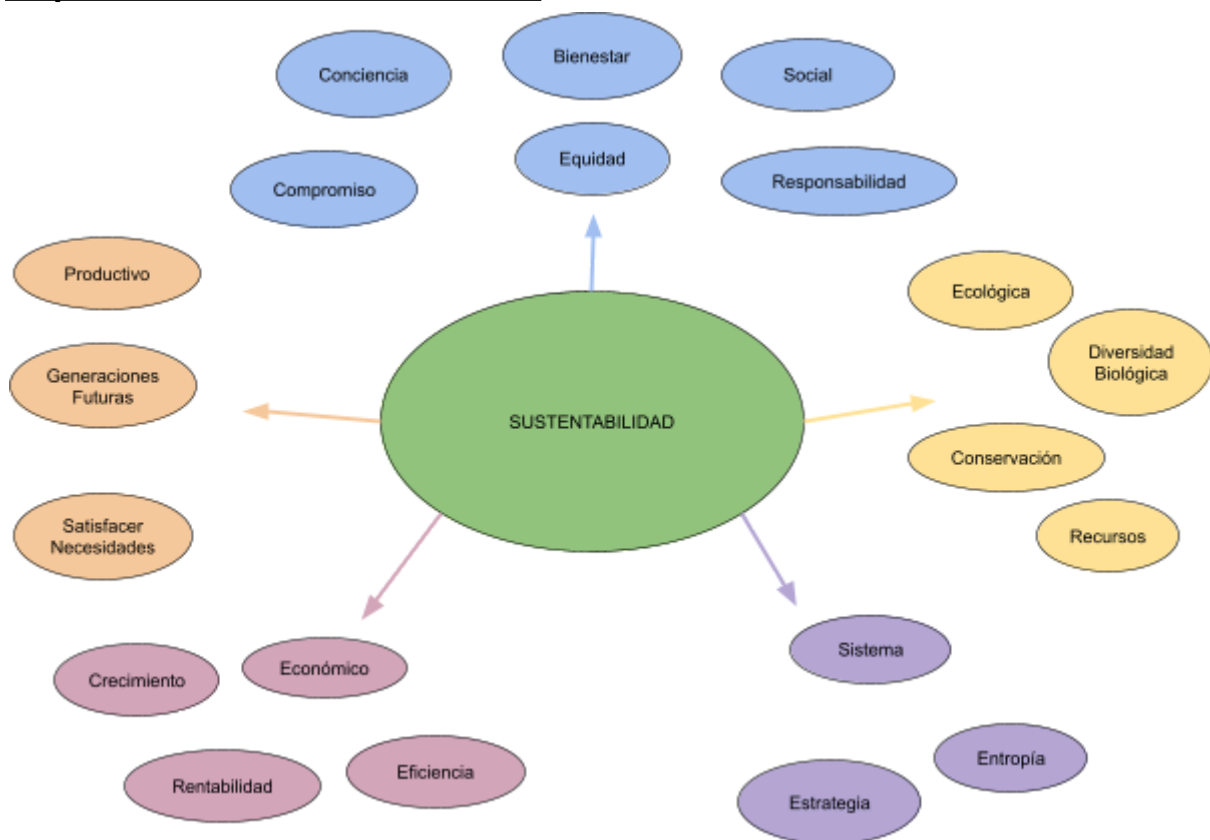 Bienestar
Conciencia
Social
Equidad
Compromiso
Responsabilidad
Productivo
Ecológica
Diversidad
Biológica
Generaciones
Futuras
SUSTENTABILIDAD
Conservación
Satisfacer
Necesidades
Recursos
Sistema
Económico
Crecimiento
Entropía
Eficiencia
Rentabilidad
Estrategia